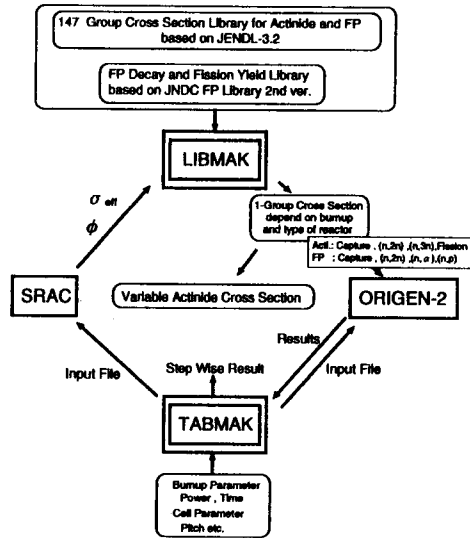 147 Group Cross Section Library for Actinide and FP
based on JENDL-3.2
FP Decay and Fission Yield Library
based on JNDC FP Library 2nd ver.
LIBMAK
σ eff
ϕ
1-Group Cross Section
depend on burnup
and type of reactor
Acti.: Capture , (n,2n) ,(n,3n),Fission
FP : Capture , (n,2n) , (n, α ),(n,p)
SRAC
Variable Actinide Cross Section
ORIGEN-2
Results
Input File
Step Wise Result
Input File
TABMAK
Burnup Parameter
Power , Time
Cell Parameter
Pitch etc.